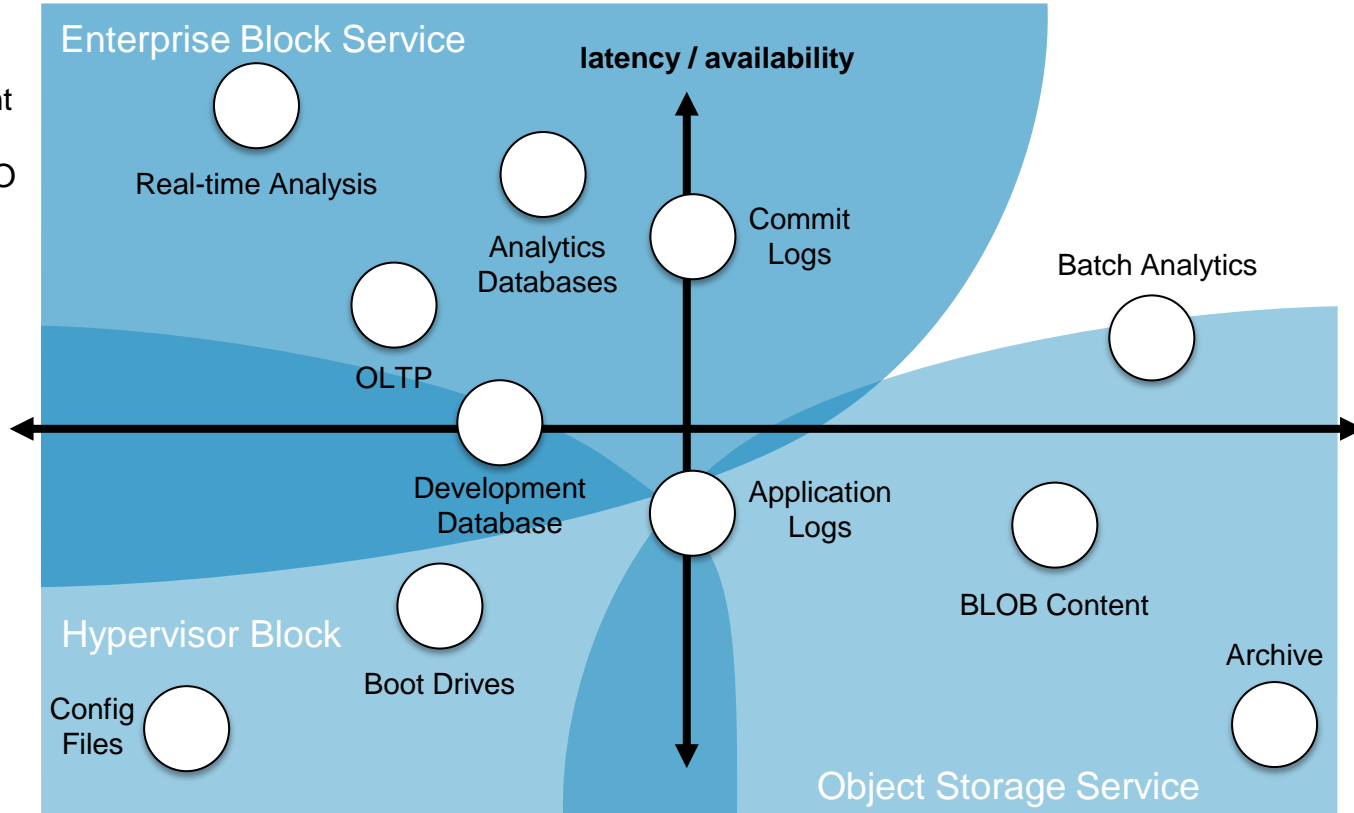 Enterprise Block Service
latency / availability
Real-time Analysis
Analytics
Databases
Commit
Logs
Batch Analytics
OLTP
Development
Database
Application
Logs
BLOB Content
Hypervisor Block
Boot Drives
Archive
Config
Files
Object Storage Service